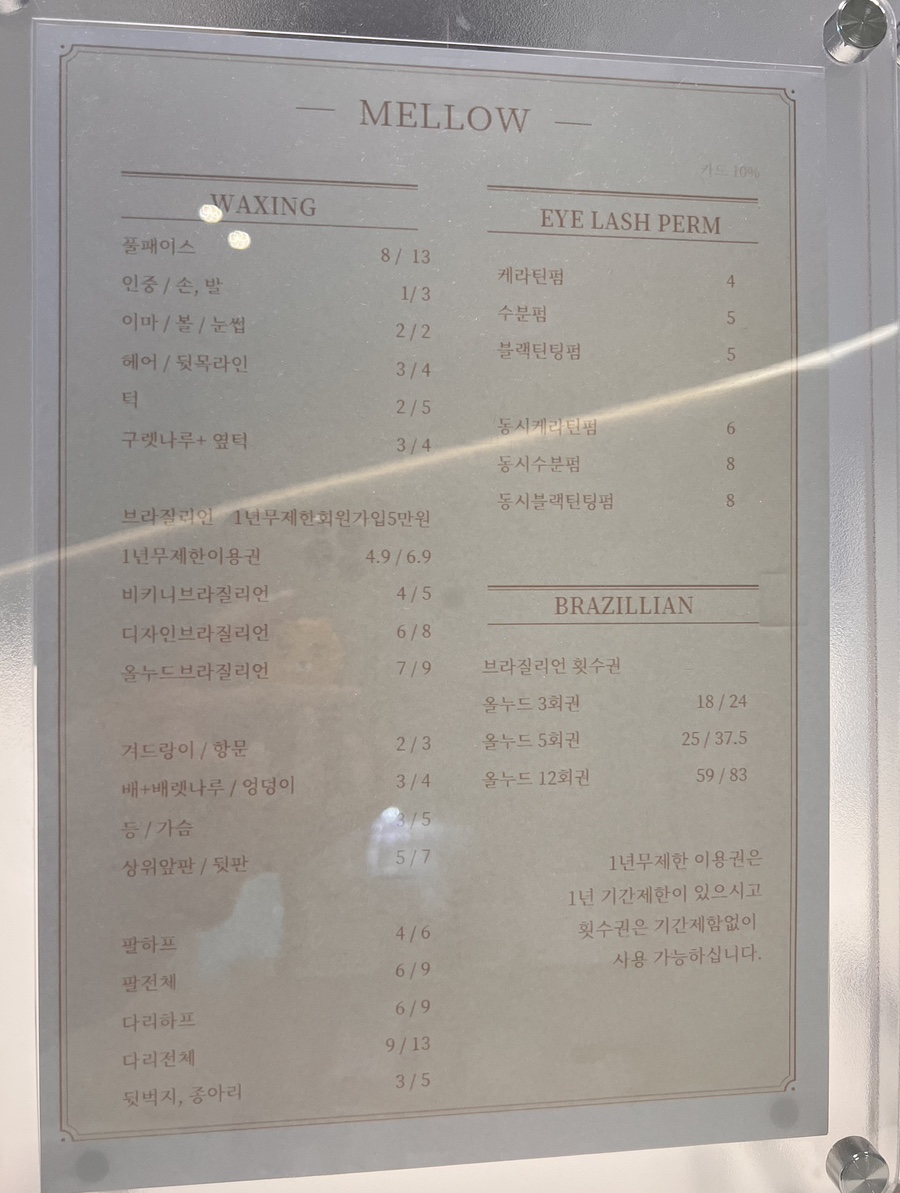 MELLOW
카드 10%
WAXING
풀페이스 8 / 13
인중 / 손, 발 1/ 3
이마 / 볼 / 눈썹 2 / 2
헤어 / 뒷목라인 3 / 4
턱 2 / 5
구렛나루+ 옆턱 3 / 4
브라질리언 1년무제한회원가입5만원
1년무제한이용권 4.9 / 6.9
비키니브라질리언 4 / 5
디자인브라질리언 6 / 8
올누드브라질리언 7 / 9
겨드랑이 / 항문 2 / 3
배+배렛나루 / 엉덩이 3 / 4
등 / 가슴 3 / 5
상위앞판 / 뒷판 5 / 7
팔하프 4 / 6
팔전체 6 / 9
다리하프 6 / 9
다리전체 9 / 13
뒷벅지, 종아리 3 / 5
EYE LASH PERM
케라틴펌 4
수분펌 5
블랙틴팅펌 5
동시케라틴펌 6
동시수분펌 8
동시블랙틴팅펌 8
BRAZILLIAN
브라질리언 횟수권
올누드 3회권 18 / 24
올누드 5회권 25 / 37.5
올누드 12회권 59 / 83
1년무제한 이용권은
1년 기간제한이 있으시고
횟수권은 기간제함없이
사용 가능하십니다.